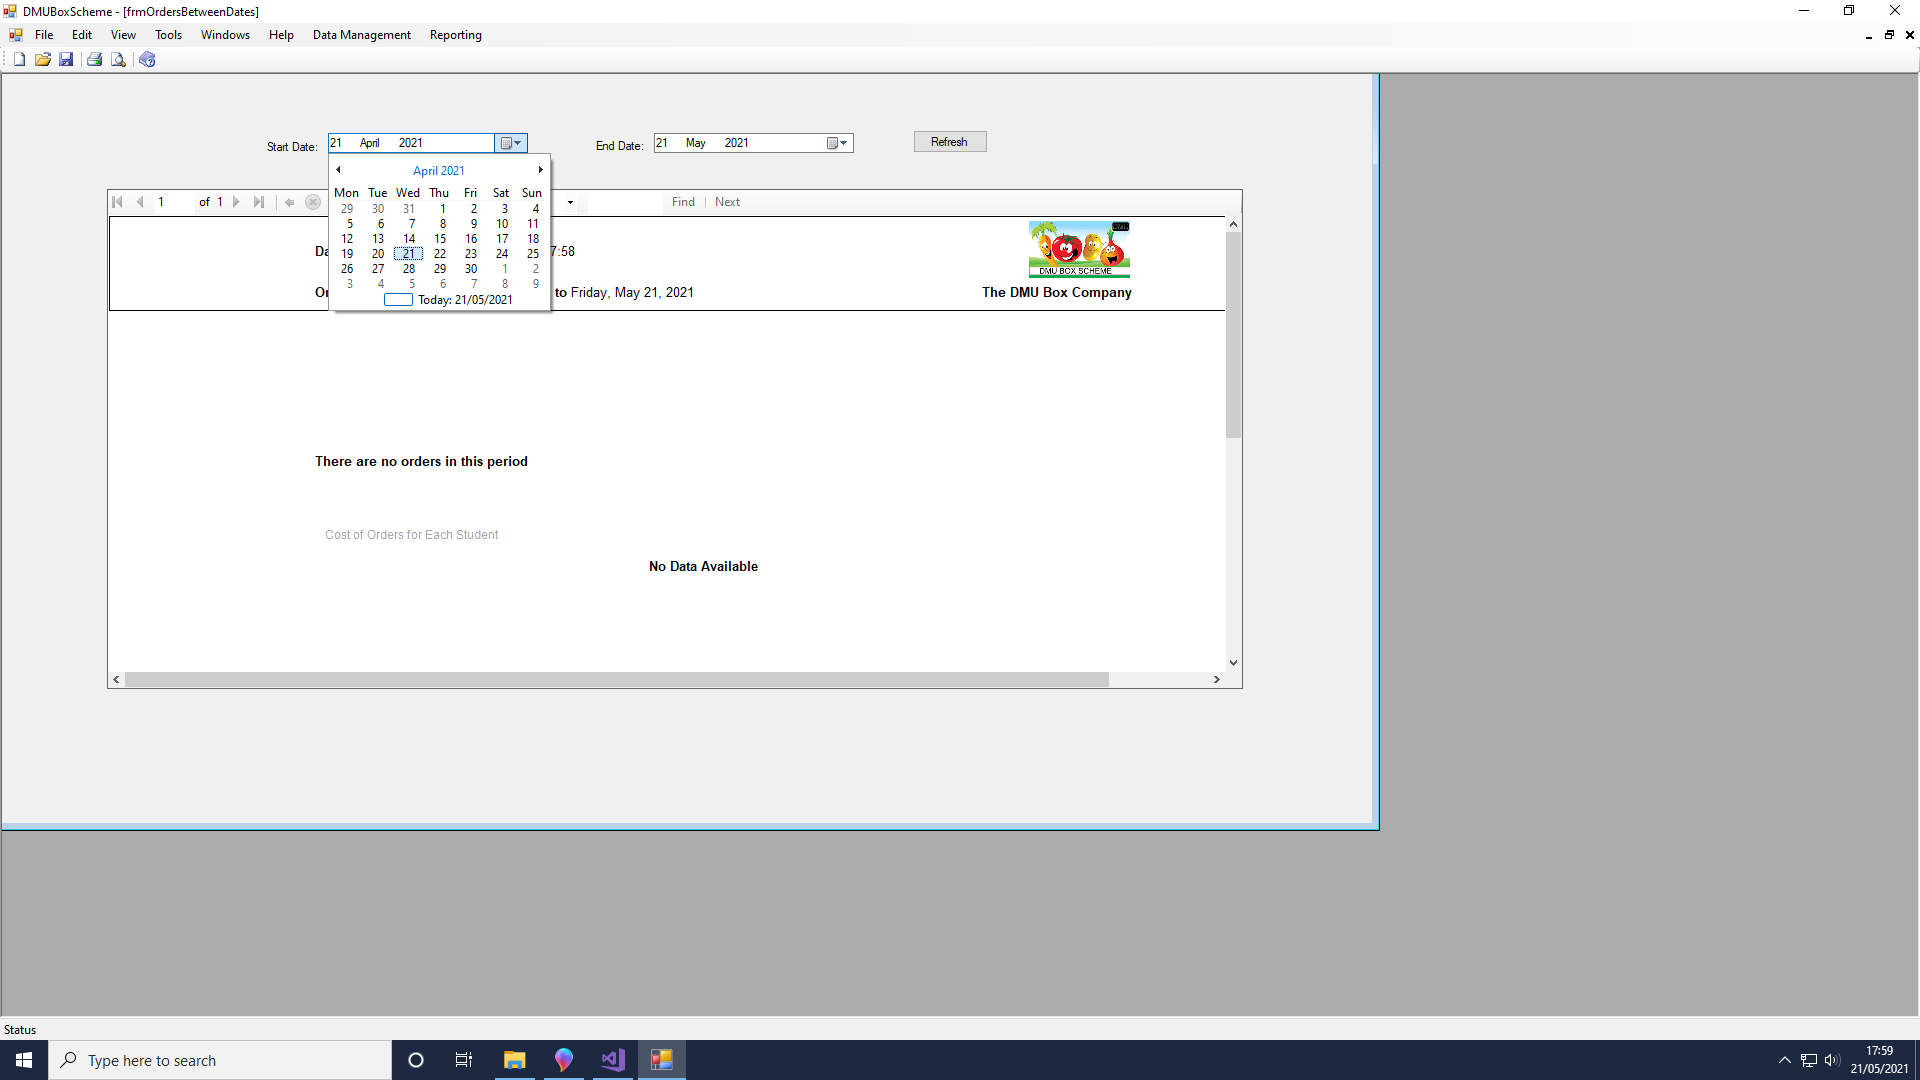 DMUBoxScheme - [frmOrdersBetweenDates]
File Edit View Tools Windows Help Data Management Reporting
Start Date: 21 April 2021 End Date: 21 May 2021 Refresh
April 2021
Mon Tue Wed Thu Fri Sat Sun
29 30 31 1 2 3 4
5 6 7 8 9 10 11
12 13 14 15 16 17 18
19 20 21 22 23 24 25
26 27 28 29 30 1 2
3 4 5 6 7 8 9
Today: 21/05/2021
1 of 1 Find | Next
Da 7:58
DMU
DMU BOX SCHEME
Or to Friday, May 21, 2021 The DMU Box Company
There are no orders in this period
Cost of Orders for Each Student
No Data Available
Status
Type here to search
17:59
21/05/2021